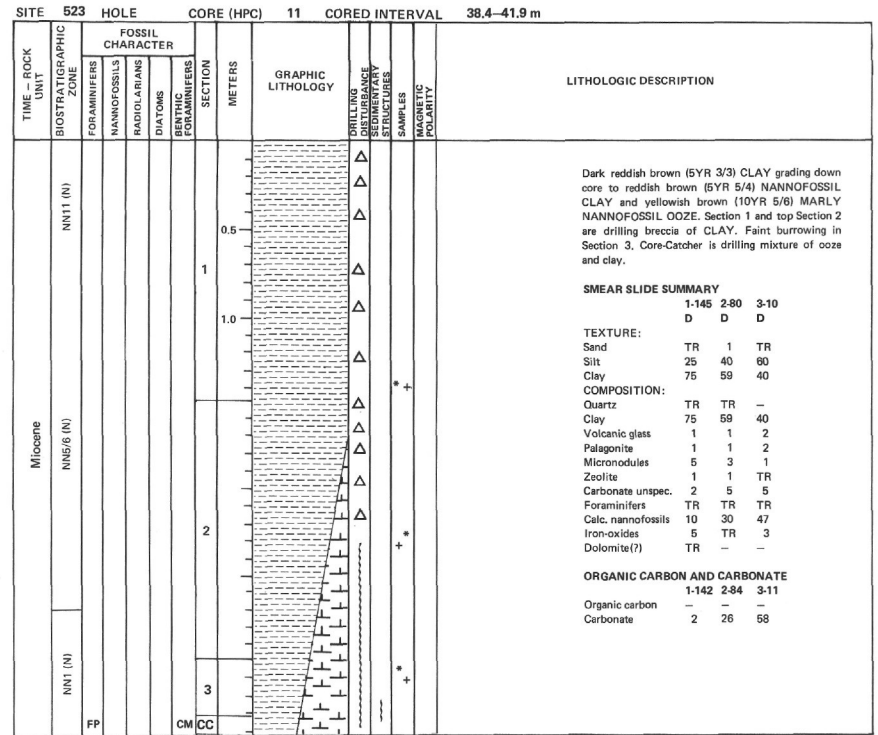 SITE 523 HOLE CORE (HPC) 11 CORED INTERVAL 38.4–41.9 m
TIME – ROCK UNIT
BIOSTRATIGRAPHIC ZONE
FOSSIL CHARACTER
FORAMINIFERS
NANNOFOSSILS
RADIOLARIANS
DIATOMS
BENTHIC FORAMINIFERS
SECTION
METERS
GRAPHIC LITHOLOGY
DRILLING DISTURBANCE
SEDIMENTARY STRUCTURES
SAMPLES
MAGNETIC POLARITY
LITHOLOGIC DESCRIPTION
Miocene
NN11 (N)
NN5/6 (N)
NN1 (N)
FP
CM
1
2
3
CC
0.5
1.0
* +
* +
* +
Dark reddish brown (5YR 3/3) CLAY grading down
core to reddish brown (5YR 5/4) NANNOFOSSIL
CLAY and yellowish brown (10YR 5/6) MARLY
NANNOFOSSIL OOZE. Section 1 and top Section 2
are drilling breccia of CLAY. Faint burrowing in
Section 3, Core-Catcher is drilling mixture of ooze
and clay.
SMEAR SLIDE SUMMARY
1-145 2-80 3-10
D D D
TEXTURE:
Sand TR 1 TR
Silt 25 40 60
Clay 75 59 40
COMPOSITION:
Quartz TR TR –
Clay 75 59 40
Volcanic glass 1 1 2
Palagonite 1 1 2
Micronodules 5 3 1
Zeolite 1 1 TR
Carbonate unspec. 2 5 5
Foraminifers TR TR TR
Calc. nannofossils 10 30 47
Iron-oxides 5 TR 3
Dolomite(?) TR – –
ORGANIC CARBON AND CARBONATE
1-142 2-84 3-11
Organic carbon – – –
Carbonate 2 26 58